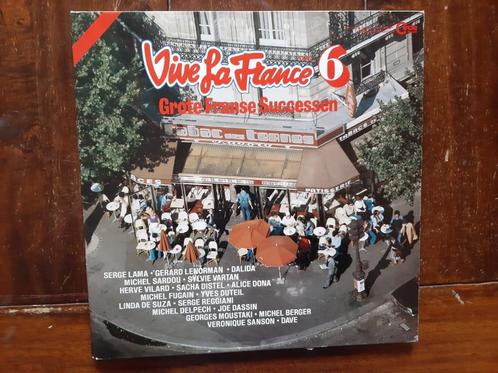 Vive La France 6
Grote Franse Successen
PATISSERIE
SERGE LAMA • GERARD LENORMAN • DALIDA
MICHEL SARDOU • SYLVIE VARTAN
HERVE VILARD • SACHA DISTEL • ALICE DONA
MICHEL FUGAIN • YVES DUTEIL
LINDA DE SUZA • SERGE REGGIANI
MICHEL DELPECH • JOE DASSIN
GEORGES MOUSTAKI • MICHEL BERGER
VERONIQUE SANSON • DAVE